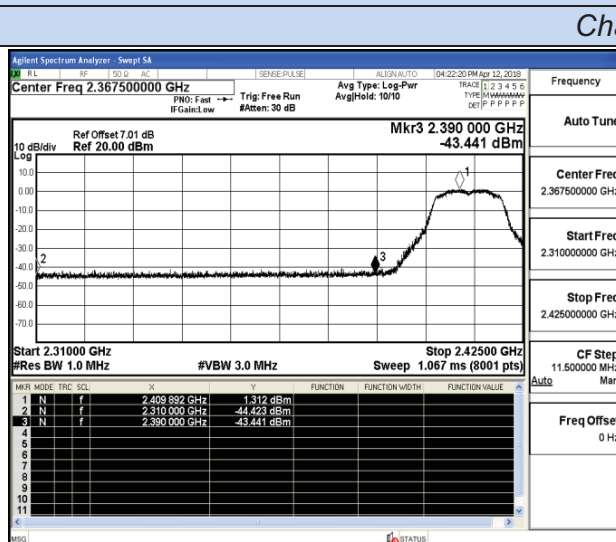 Cha
Agilent Spectrum Analyzer - Swept SA
RL RF 50 Ω AC SENSE:PULSE ALIGNAUTO 04:22:20 PM Apr 12, 2018
Center Freq 2.367500000 GHz
PNO: Fast
IFGain:Low
Trig: Free Run
#Atten: 30 dB
Avg Type: Log-Pwr
Avg|Hold: 10/10
TRACE 1 2 3 4 5 6
TYPE M
DET P P P P P P
Ref Offset 7.01 dB
Ref 20.00 dBm
10 dB/div
Log
Mkr3 2.390 000 GHz
-43.441 dBm
10.0
0.00
-10.0
-20.0
-30.0
-40.0
-50.0
-60.0
-70.0
1
2
3
Start 2.31000 GHz Stop 2.42500 GHz
#Res BW 1.0 MHz #VBW 3.0 MHz Sweep 1.067 ms (8001 pts)
MKR MODE TRC SCL X Y FUNCTION FUNCTION WIDTH FUNCTION VALUE
1 N f 2.409 892 GHz 1.312 dBm
2 N f 2.310 000 GHz -44.423 dBm
3 N f 2.390 000 GHz -43.441 dBm
4
5
6
7
8
9
10
11
MSG STATUS
Frequency
Auto Tune
Center Freq
2.367500000 GHz
Start Freq
2.310000000 GHz
Stop Freq
2.425000000 GHz
CF Step
11.500000 MHz
Auto Man
Freq Offset
0 Hz